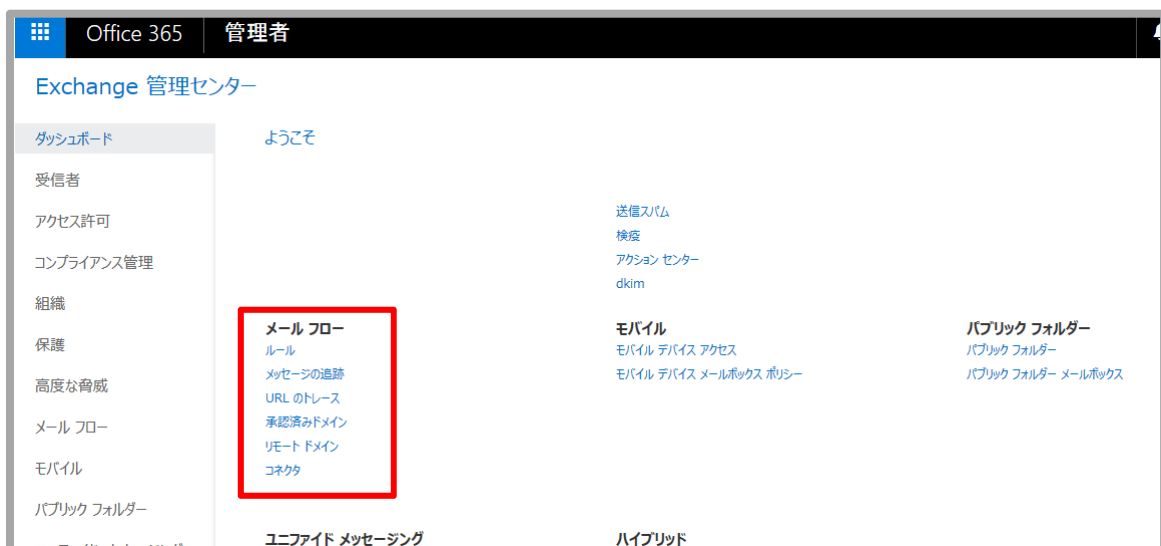 Office 365 管理者
Exchange 管理センター
ダッシュボード
受信者
アクセス許可
コンプライアンス管理
組織
保護
高度な脅威
メール フロー
モバイル
パブリック フォルダー
ようこそ
送信スパム
検疫
アクション センター
dkim
メール フロー
ルール
メッセージの追跡
URL のトレース
承認済みドメイン
リモート ドメイン
コネクタ
モバイル
モバイル デバイス アクセス
モバイル デバイス メールボックス ポリシー
パブリック フォルダー
パブリック フォルダー
パブリック フォルダー メールボックス
ユニファイド メッセージング
ハイブリッド